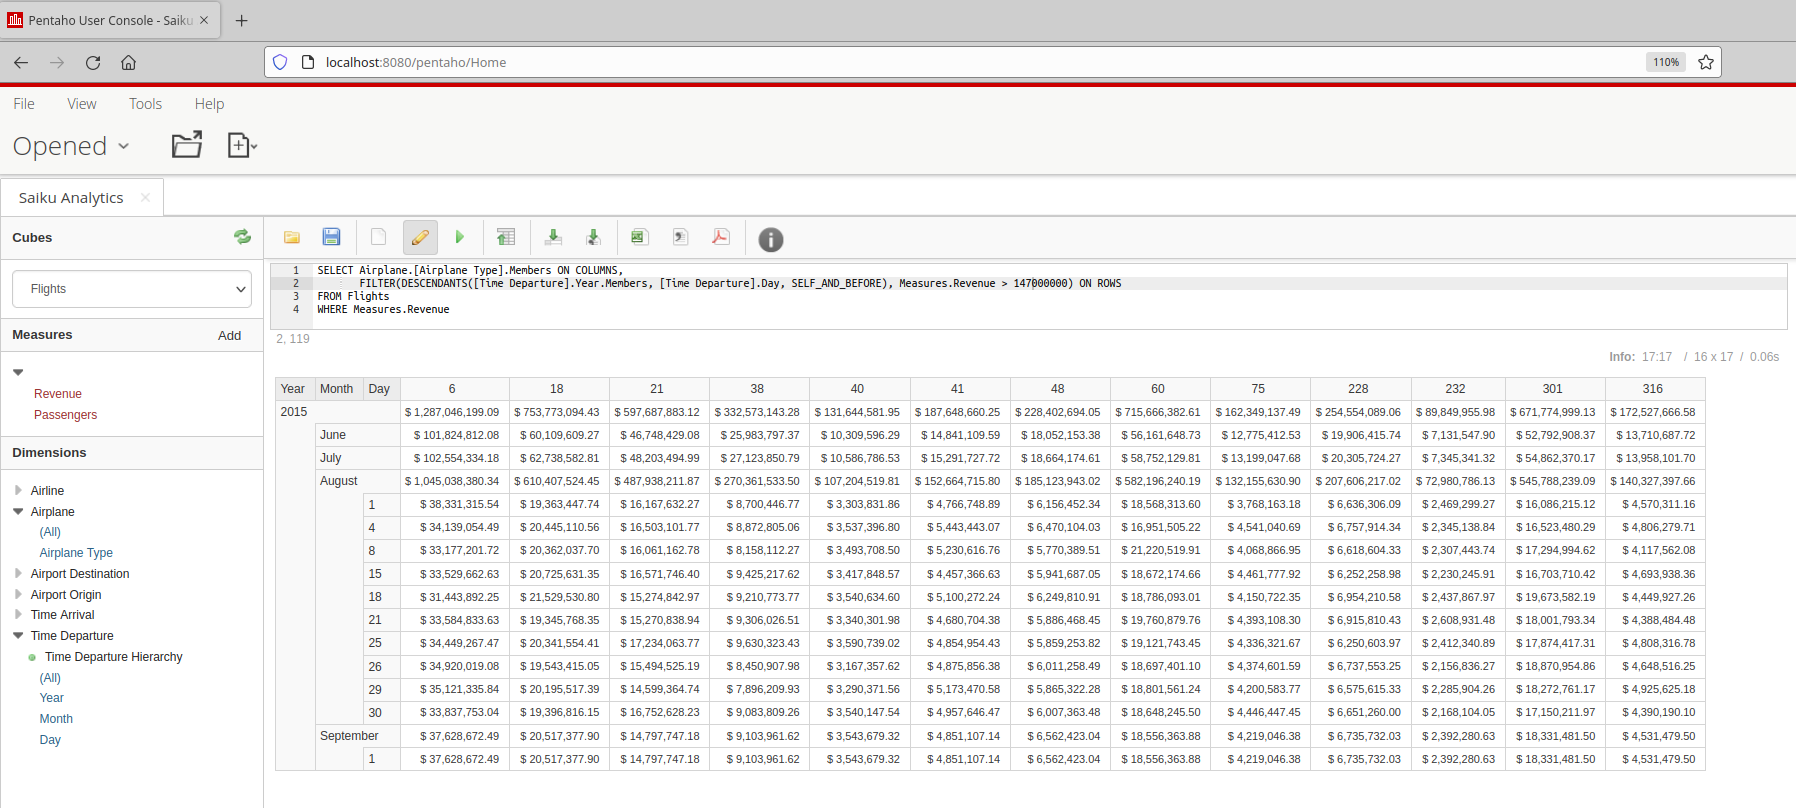 Pentaho User Console - Saiku
localhost:8080/pentaho/Home 110%
File View Tools Help
Opened
Saiku Analytics
Cubes
Flights
Measures Add
Revenue
Passengers
Dimensions
Airline
Airplane
(All)
Airplane Type
Airport Destination
Airport Origin
Time Arrival
Time Departure
Time Departure Hierarchy
(All)
Year
Month
Day
1 SELECT Airplane.[Airplane Type].Members ON COLUMNS,
2 FILTER(DESCENDANTS([Time Departure].Year.Members, [Time Departure].Day, SELF_AND_BEFORE), Measures.Revenue > 147000000) ON ROWS
3 FROM Flights
4 WHERE Measures.Revenue
2, 119
Info: 17:17 / 16 x 17 / 0.06s
Year Month Day 6 18 21 38 40 41 48 60 75 228 232 301 316
2015 $ 1,287,046,199.09 $ 753,773,094.43 $ 597,687,883.12 $ 332,573,143.28 $ 131,644,581.95 $ 187,648,660.25 $ 228,402,694.05 $ 715,666,382.61 $ 162,349,137.49 $ 254,554,089.06 $ 89,849,955.98 $ 671,774,999.13 $ 172,527,666.58
June $ 101,824,812.08 $ 60,109,609.27 $ 46,748,429.08 $ 25,983,797.37 $ 10,309,596.29 $ 14,841,109.59 $ 18,052,153.38 $ 56,161,648.73 $ 12,775,412.53 $ 19,906,415.74 $ 7,131,547.90 $ 52,792,908.37 $ 13,710,687.72
July $ 102,554,334.18 $ 62,738,582.81 $ 48,203,494.99 $ 27,123,850.79 $ 10,586,786.53 $ 15,291,727.72 $ 18,664,174.61 $ 58,752,129.81 $ 13,199,047.68 $ 20,305,724.27 $ 7,345,341.32 $ 54,862,370.17 $ 13,958,101.70
August $ 1,045,038,380.34 $ 610,407,524.45 $ 487,938,211.87 $ 270,361,533.50 $ 107,204,519.81 $ 152,664,715.80 $ 185,123,943.02 $ 582,196,240.19 $ 132,155,630.90 $ 207,606,217.02 $ 72,980,786.13 $ 545,788,239.09 $ 140,327,397.66
1 $ 38,331,315.54 $ 19,363,447.74 $ 16,167,632.27 $ 8,700,446.77 $ 3,303,831.86 $ 4,766,748.89 $ 6,156,452.34 $ 18,568,313.60 $ 3,768,163.18 $ 6,636,306.09 $ 2,469,299.27 $ 16,086,215.12 $ 4,570,311.16
4 $ 34,139,054.49 $ 20,445,110.56 $ 16,503,101.77 $ 8,872,805.06 $ 3,537,396.80 $ 5,443,443.07 $ 6,470,104.03 $ 16,951,505.22 $ 4,541,040.69 $ 6,757,914.34 $ 2,345,138.84 $ 16,523,480.29 $ 4,806,279.71
8 $ 33,177,201.72 $ 20,362,037.70 $ 16,061,162.78 $ 8,158,112.27 $ 3,493,708.50 $ 5,230,616.76 $ 5,770,389.51 $ 21,220,519.91 $ 4,068,866.95 $ 6,618,604.33 $ 2,307,443.74 $ 17,294,994.62 $ 4,117,562.08
15 $ 33,529,662.63 $ 20,725,631.35 $ 16,571,746.40 $ 9,425,217.62 $ 3,417,848.57 $ 4,457,366.63 $ 5,941,687.05 $ 18,672,174.66 $ 4,461,777.92 $ 6,252,258.98 $ 2,230,245.91 $ 16,703,710.42 $ 4,693,938.36
18 $ 31,443,892.25 $ 21,529,530.80 $ 15,274,842.97 $ 9,210,773.77 $ 3,540,634.60 $ 5,100,272.24 $ 6,249,810.91 $ 18,786,093.01 $ 4,150,722.35 $ 6,954,210.58 $ 2,437,867.97 $ 19,673,582.19 $ 4,449,927.26
21 $ 33,584,833.63 $ 19,345,768.35 $ 15,270,838.94 $ 9,306,026.51 $ 3,340,301.98 $ 4,680,704.38 $ 5,886,468.45 $ 19,760,879.76 $ 4,393,108.30 $ 6,915,810.43 $ 2,608,931.48 $ 18,001,793.34 $ 4,388,484.48
25 $ 34,449,267.47 $ 20,341,554.41 $ 17,234,063.77 $ 9,630,323.43 $ 3,590,739.02 $ 4,854,954.43 $ 5,859,253.82 $ 19,121,743.45 $ 4,336,321.67 $ 6,250,603.97 $ 2,412,340.89 $ 17,874,417.31 $ 4,808,316.78
26 $ 34,920,019.08 $ 19,543,415.05 $ 15,494,525.19 $ 8,450,907.98 $ 3,167,357.62 $ 4,875,856.38 $ 6,011,258.49 $ 18,697,401.10 $ 4,374,601.59 $ 6,737,553.25 $ 2,156,836.27 $ 18,870,954.86 $ 4,648,516.25
29 $ 35,121,335.84 $ 20,195,517.39 $ 14,599,364.74 $ 7,896,209.93 $ 3,290,371.56 $ 5,173,470.58 $ 5,865,322.28 $ 18,801,561.24 $ 4,200,583.77 $ 6,575,615.33 $ 2,285,904.26 $ 18,272,761.17 $ 4,925,625.18
30 $ 33,837,753.04 $ 19,396,816.15 $ 16,752,628.23 $ 9,083,809.26 $ 3,540,147.54 $ 4,957,646.47 $ 6,007,363.48 $ 18,648,245.50 $ 4,446,447.45 $ 6,651,260.00 $ 2,168,104.05 $ 17,150,211.97 $ 4,390,190.10
September $ 37,628,672.49 $ 20,517,377.90 $ 14,797,747.18 $ 9,103,961.62 $ 3,543,679.32 $ 4,851,107.14 $ 6,562,423.04 $ 18,556,363.88 $ 4,219,046.38 $ 6,735,732.03 $ 2,392,280.63 $ 18,331,481.50 $ 4,531,479.50
1 $ 37,628,672.49 $ 20,517,377.90 $ 14,797,747.18 $ 9,103,961.62 $ 3,543,679.32 $ 4,851,107.14 $ 6,562,423.04 $ 18,556,363.88 $ 4,219,046.38 $ 6,735,732.03 $ 2,392,280.63 $ 18,331,481.50 $ 4,531,479.50